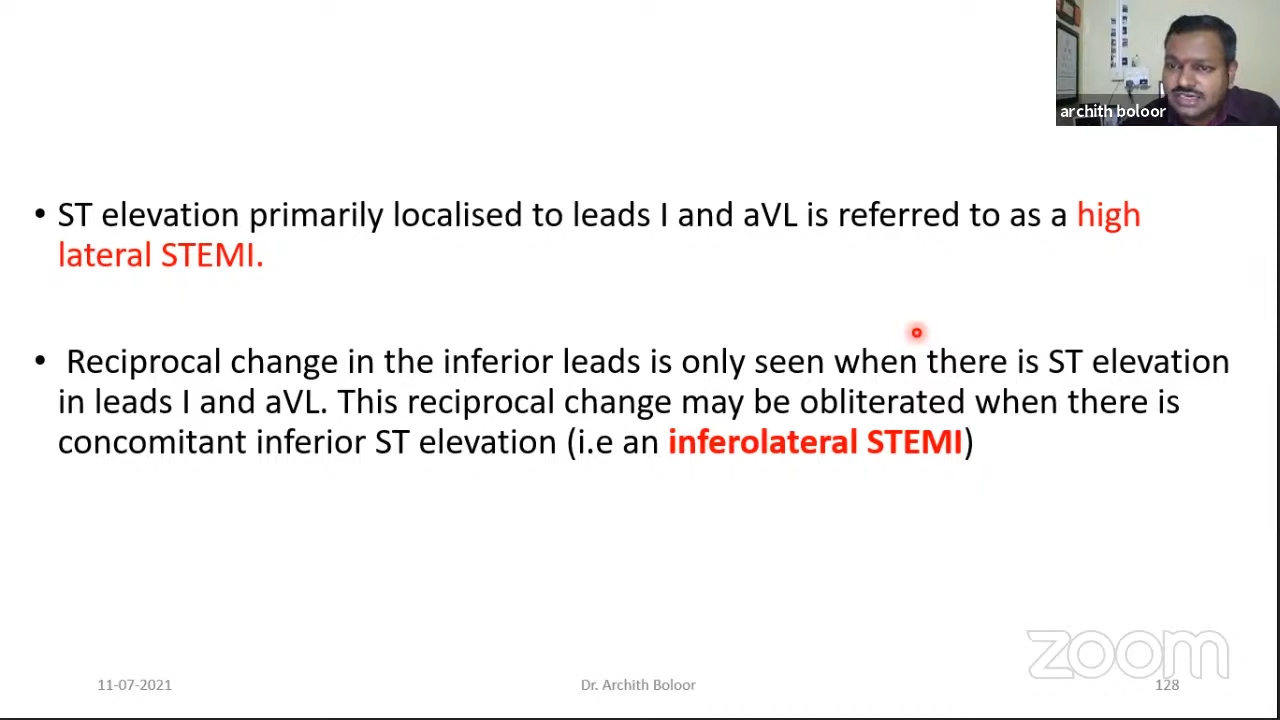 archith boloor
• ST elevation primarily localised to leads I and aVL is referred to as a high
lateral STEMI.
• Reciprocal change in the inferior leads is only seen when there is ST elevation
in leads I and aVL. This reciprocal change may be obliterated when there is
concomitant inferior ST elevation (i.e an inferolateral STEMI)
zoom
11-07-2021
Dr. Archith Boloor
128